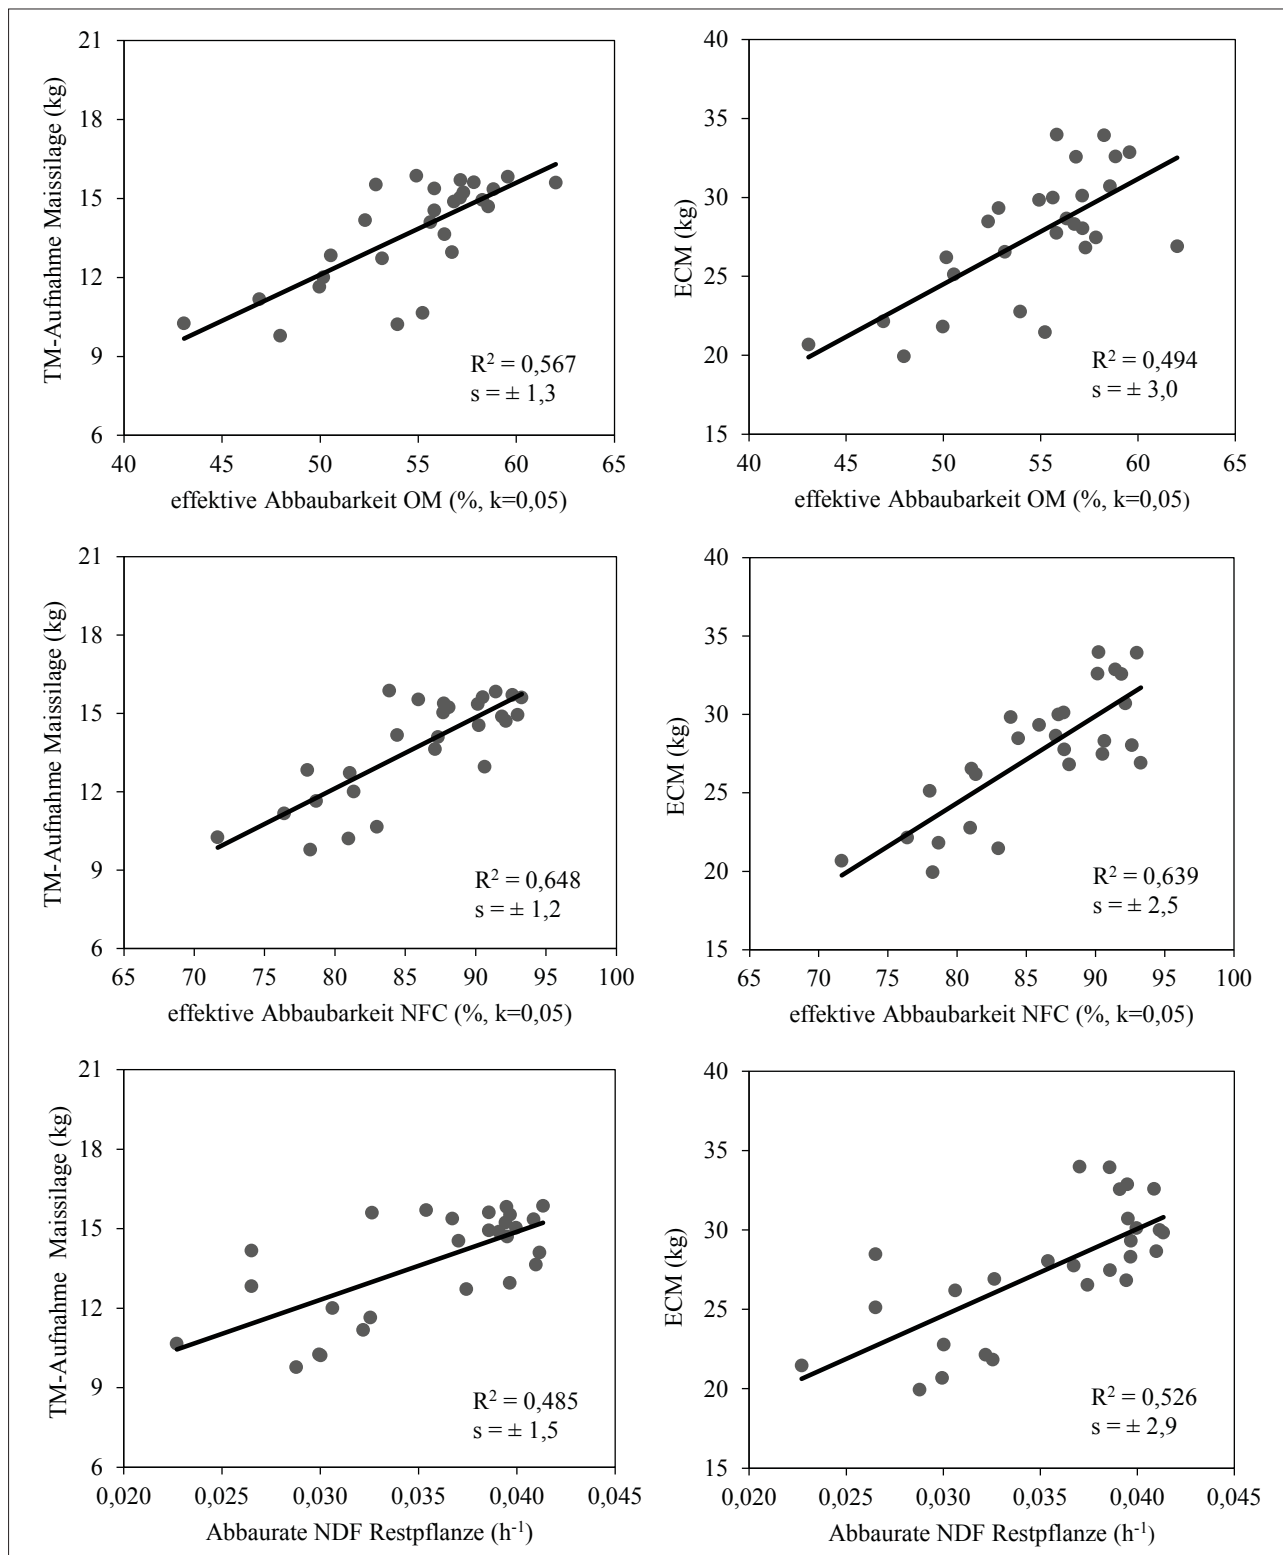 21
18
15
12
9
6
TM-Aufnahme Maissilage (kg)
R² = 0,567
s = ± 1,3
40 45 50 55 60 65
effektive Abbaubarkeit OM (%, k=0,05)
40
35
30
25
20
15
ECM (kg)
R² = 0,494
s = ± 3,0
40 45 50 55 60 65
effektive Abbaubarkeit OM (%, k=0,05)
21
18
15
12
9
6
TM-Aufnahme Maissilage (kg)
R² = 0,648
s = ± 1,2
65 70 75 80 85 90 95 100
effektive Abbaubarkeit NFC (%, k=0,05)
40
35
30
25
20
15
ECM (kg)
R² = 0,639
s = ± 2,5
65 70 75 80 85 90 95 100
effektive Abbaubarkeit NFC (%, k=0,05)
21
18
15
12
9
6
TM-Aufnahme Maissilage (kg)
R² = 0,485
s = ± 1,5
0,020 0,025 0,030 0,035 0,040 0,045
Abbaurate NDF Restpflanze (h⁻¹)
40
35
30
25
20
15
ECM (kg)
R² = 0,526
s = ± 2,9
0,020 0,025 0,030 0,035 0,040 0,045
Abbaurate NDF Restpflanze (h⁻¹)